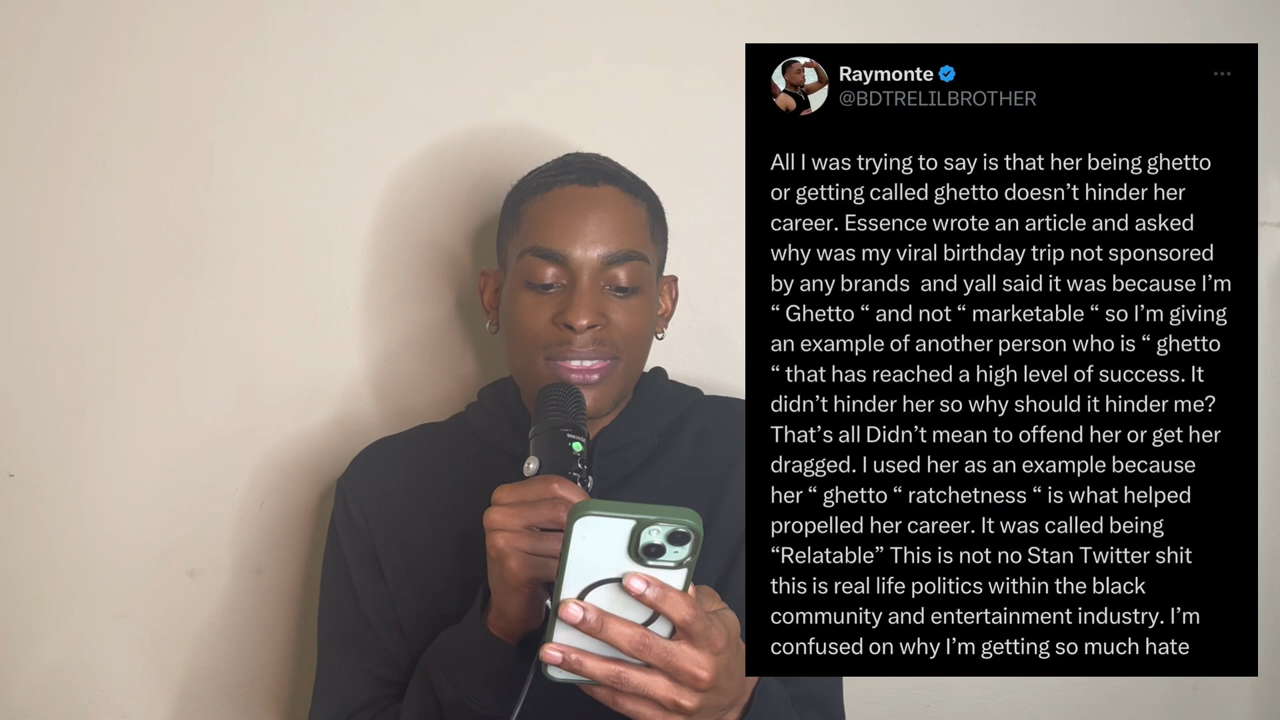 Raymonte
@BDTRELILBROTHER
All I was trying to say is that her being ghetto
or getting called ghetto doesn’t hinder her
career. Essence wrote an article and asked
why was my viral birthday trip not sponsored
by any brands  and yall said it was because I’m
“ Ghetto “ and not “ marketable “ so I’m giving
an example of another person who is “ ghetto
“ that has reached a high level of success. It
didn’t hinder her so why should it hinder me?
That’s all Didn’t mean to offend her or get her
dragged. I used her as an example because
her “ ghetto “ ratchetness “ is what helped
propelled her career. It was called being
“Relatable” This is not no Stan Twitter shit
this is real life politics within the black
community and entertainment industry. I’m
confused on why I’m getting so much hate